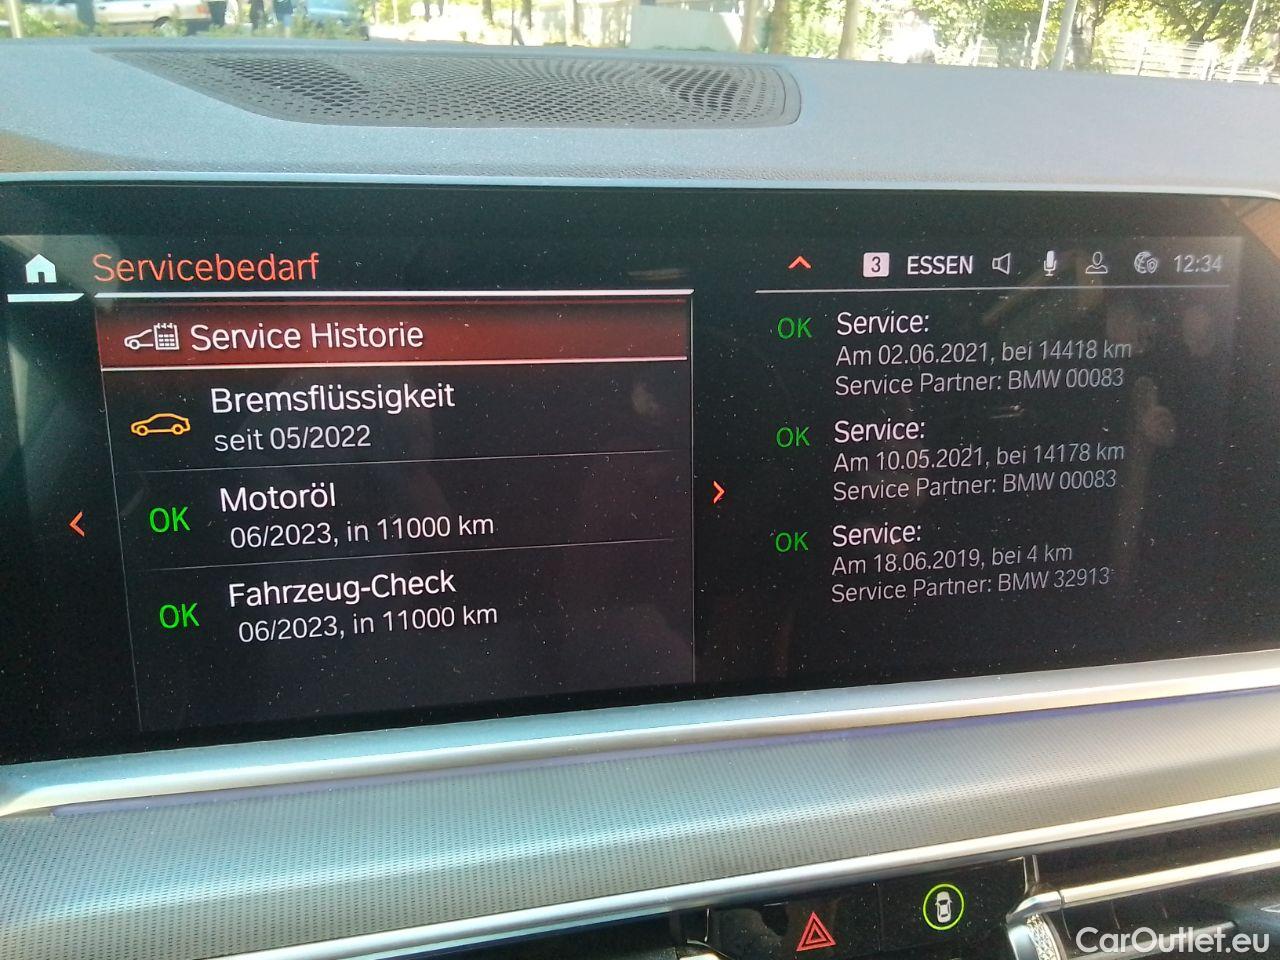 Servicebedarf
3 ESSEN 12:34
Service Historie
Bremsflüssigkeit
seit 05/2022
OK Motoröl
06/2023, in 11000 km
OK Fahrzeug-Check
06/2023, in 11000 km
OK Service:
Am 02.06.2021, bei 14418 km
Service Partner: BMW 00083
OK Service:
Am 10.05.2021, bei 14178 km
Service Partner: BMW 00083
OK Service:
Am 18.06.2019, bei 4 km
Service Partner: BMW 32913
CarOutlet.eu